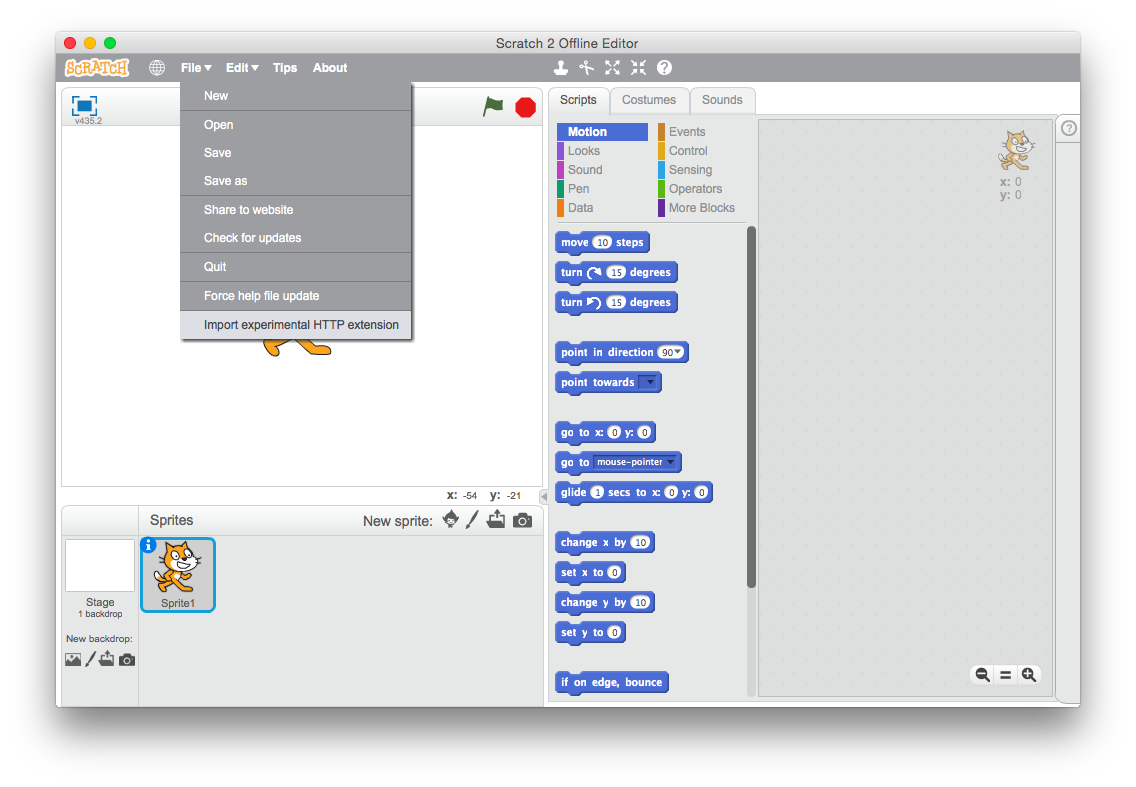 Scratch 2 Offline Editor
SCRATCH File Edit Tips About
v435.2
New
Open
Save
Save as
Share to website
Check for updates
Quit
Force help file update
Import experimental HTTP extension
x: -54 y: -21
Sprites New sprite:
Stage
1 backdrop
New backdrop:
Sprite1
Scripts Costumes Sounds
Motion Events
Looks Control
Sound Sensing
Pen Operators
Data More Blocks
move 10 steps
turn 15 degrees
turn 15 degrees
point in direction 90
point towards
go to x: 0 y: 0
go to mouse-pointer
glide 1 secs to x: 0 y: 0
change x by 10
set x to 0
change y by 10
set y to 0
if on edge, bounce
x: 0
y: 0